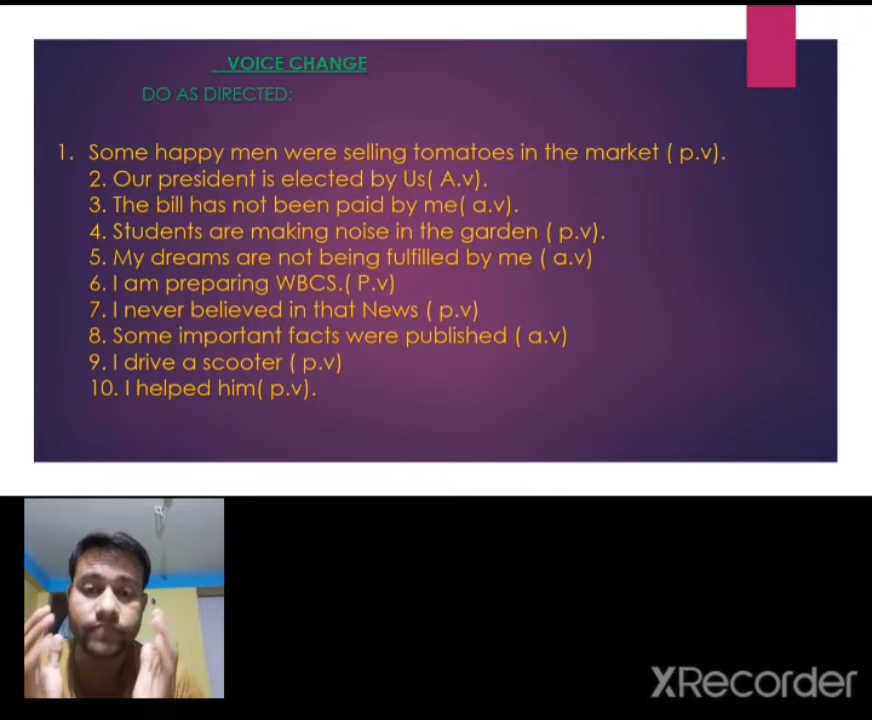 VOICE CHANGE
DO AS DIRECTED:
1. Some happy men were selling tomatoes in the market ( p.v).
2. Our president is elected by Us( A.v).
3. The bill has not been paid by me( a.v).
4. Students are making noise in the garden ( p.v).
5. My dreams are not being fulfilled by me ( a.v)
6. I am preparing WBCS.( P.v)
7. I never believed in that News ( p.v)
8. Some important facts were published ( a.v)
9. I drive a scooter ( p.v)
10. I helped him( p.v).
XRecorder